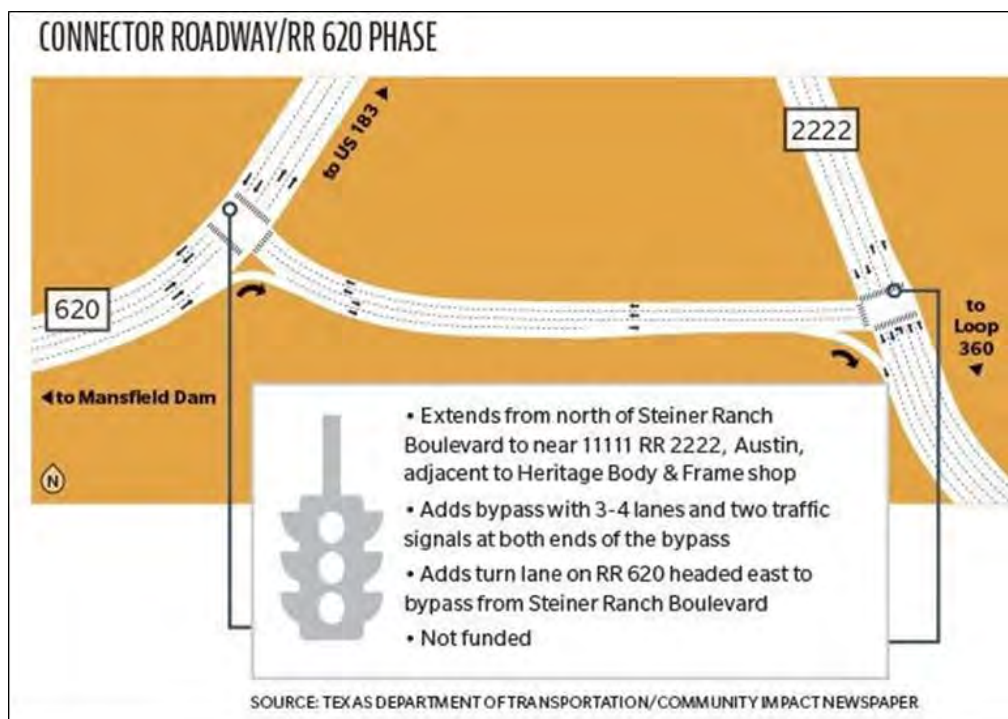 CONNECTOR ROADWAY/RR 620 PHASE
to US 183
2222
620
to
Loop
360
to Mansfield Dam
N
• Extends from north of Steiner Ranch
Boulevard to near 11111 RR 2222, Austin,
adjacent to Heritage Body & Frame shop
• Adds bypass with 3-4 lanes and two traffic
signals at both ends of the bypass
• Adds turn lane on RR 620 headed east to
bypass from Steiner Ranch Boulevard
• Not funded
SOURCE: TEXAS DEPARTMENT OF TRANSPORTATION/COMMUNITY IMPACT NEWSPAPER